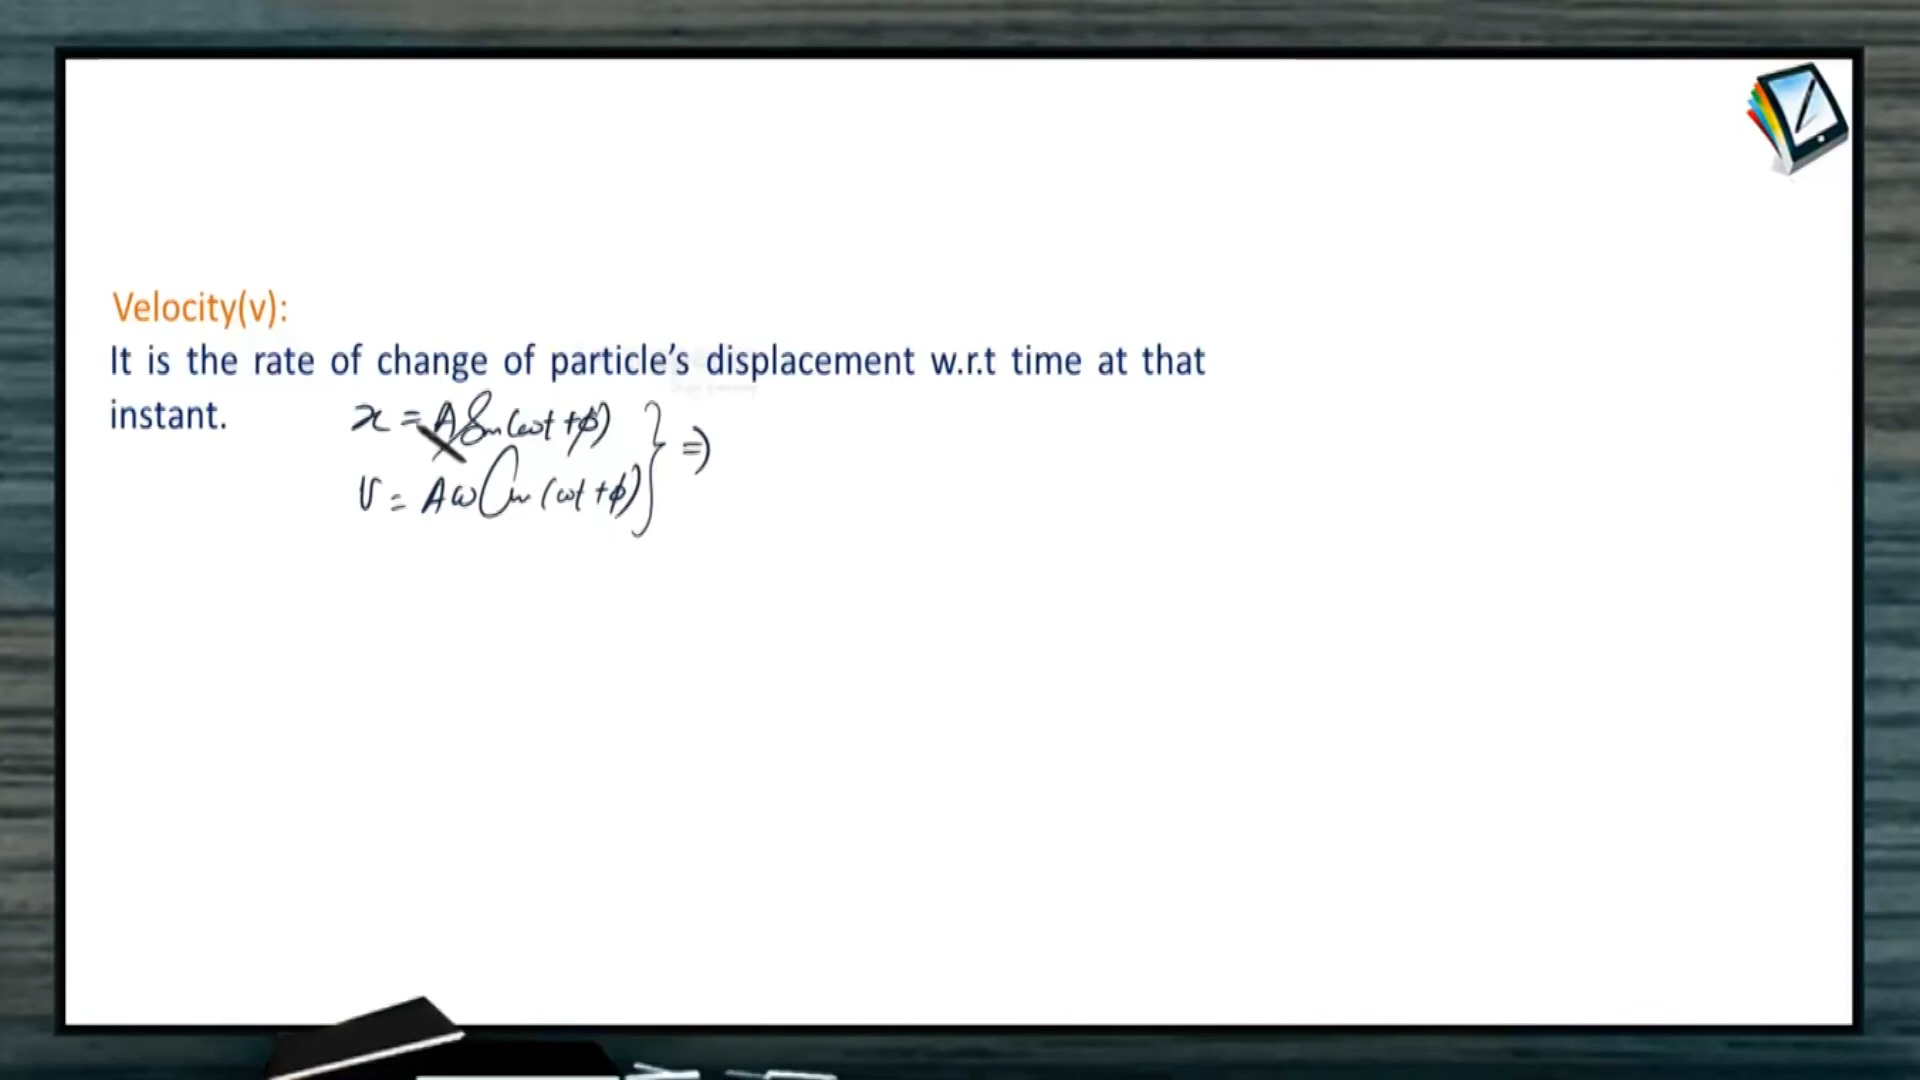 Velocity(v):
It is the rate of change of particle's displacement w.r.t time at that
instant.
x = A Sin (ωt + φ)
v = Aω Cos (ωt + φ) } ⇒